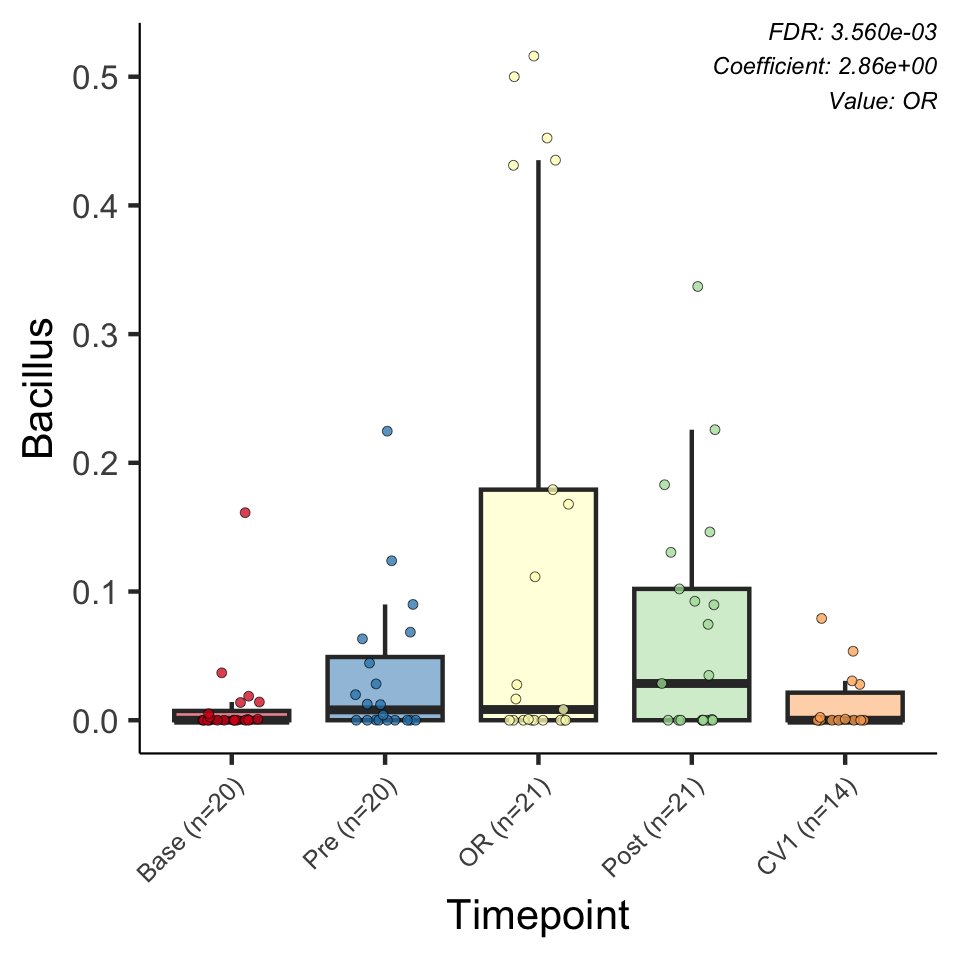 FDR: 3.560e-03
Coefficient: 2.86e+00
Value: OR
0.5
0.4
0.3
0.2
0.1
0.0
Bacillus
Base (n=20)
Pre (n=20)
OR (n=21)
Post (n=21)
CV1 (n=14)
Timepoint